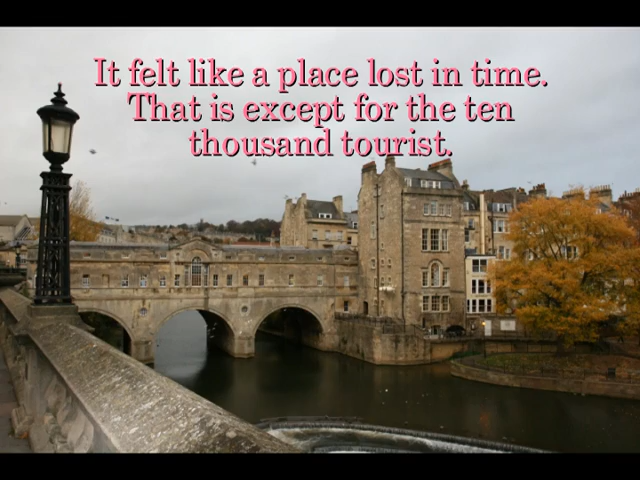 It felt like a place lost in time.
That is except for the ten
thousand tourist.